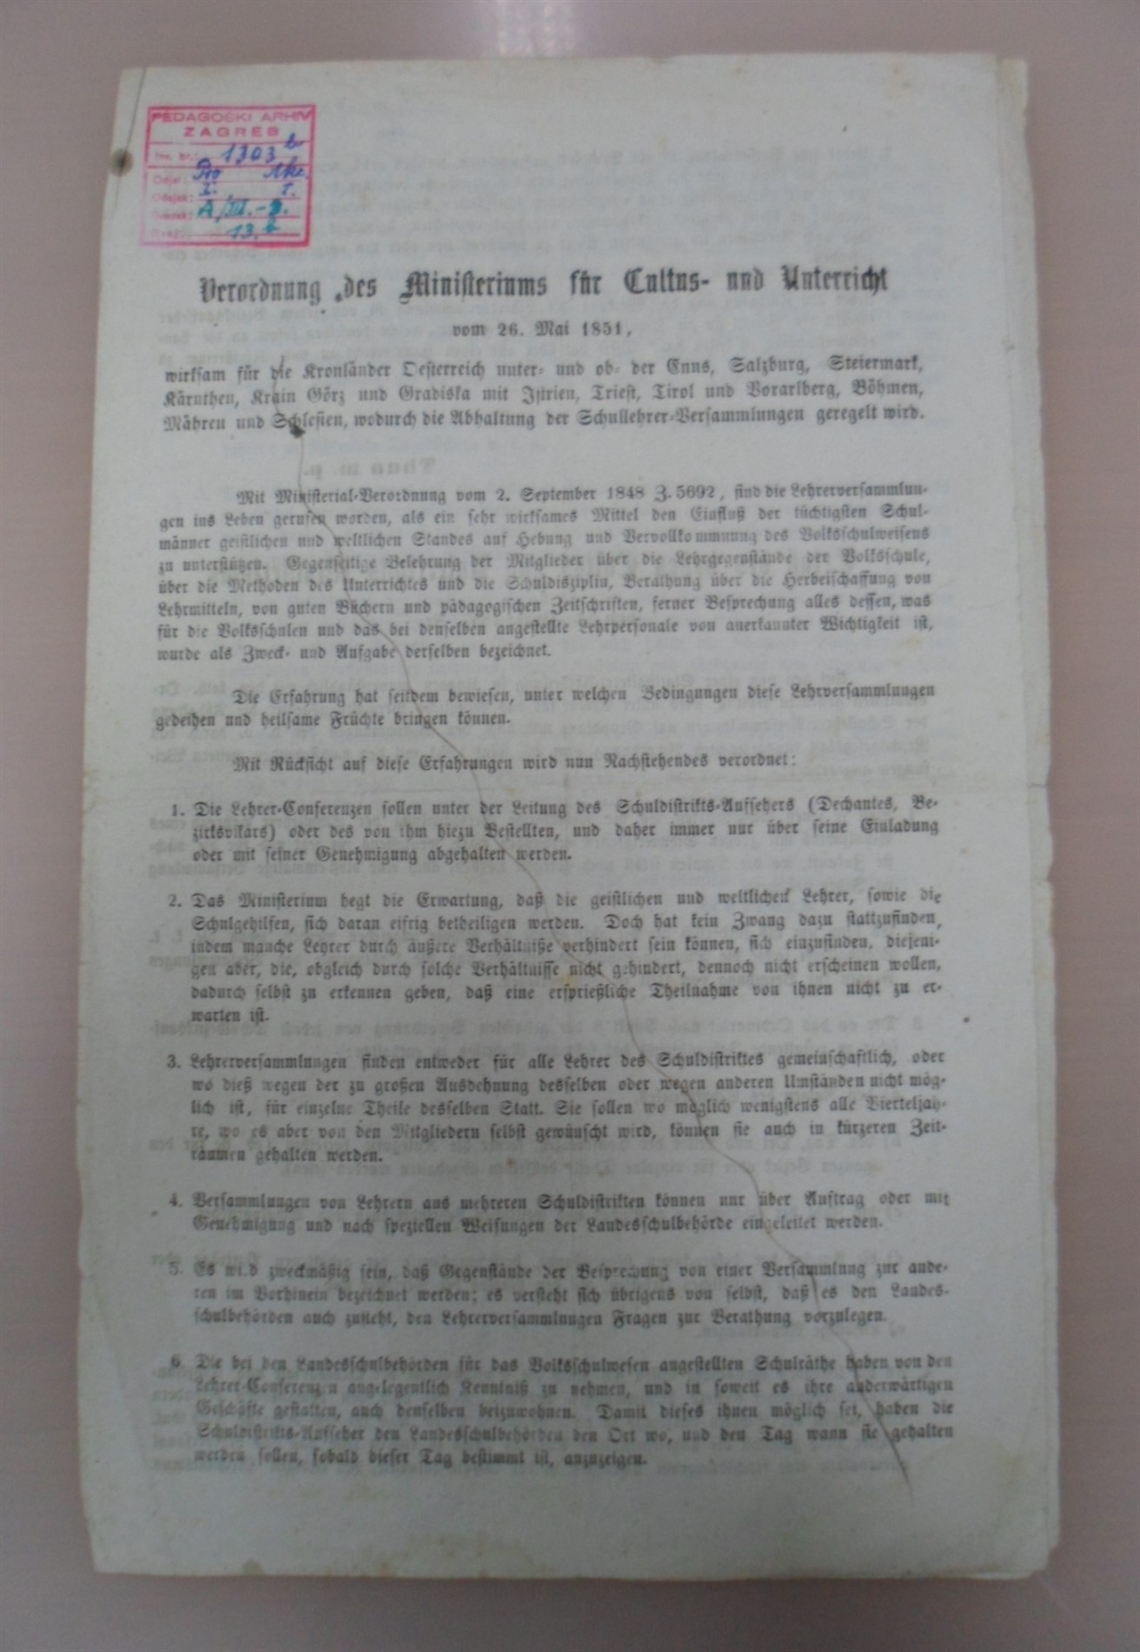 PEDAGOŠKI ARHIV
ZAGREB
Inv. br.: 1303 b
Odjel:
Odsjek: I.
A/III.-
13.
Verordnung des Ministeriums für Cultus- und Unterricht
vom 26. Mai 1851,
wirksam für die Kronländer Oesterreich unter- und ob- der Enns, Salzburg, Steiermark,
Kärnthen, Krain Görz und Gradiska mit Istrien, Triest, Tirol und Vorarlberg, Böhmen,
Mähren und Schlesien, wodurch die Abhaltung der Schullehrer-Versammlungen geregelt wird.
Mit Ministerial-Verordnung vom 2. September 1848 Z. 5692, sind die Lehrerversammlun-
gen ins Leben gerufen worden, als ein sehr wirksames Mittel den Einfluß der tüchtigsten Schul-
männer geistlichen und weltlichen Standes auf Hebung und Vervollkommnung des Volksschulweisens
zu unterstützen. Gegenseitige Belehrung der Mitglieder über die Lehrgegenstände der Volksschule,
über die Methoden des Unterrichtes und die Schuldisziplin, Berathung über die Herbeischaffung von
Lehrmitteln, von guten Büchern und pädagogischen Zeitschriften, ferner Besprechung alles dessen, was
für die Volksschulen und das bei denselben angestellte Lehrpersonale von anerkannter Wichtigkeit ist,
wurde als Zweck- und Aufgabe derselben bezeichnet.
Die Erfahrung hat seitdem bewiesen, unter welchen Bedingungen diese Lehrversammlungen
gedeihen und heilsame Früchte bringen können.
Mit Rücksicht auf diese Erfahrungen wird nun Nachstehendes verordnet:
1. Die Lehrer-Conferenzen sollen unter der Leitung des Schuldistrikts-Aufsehers (Dechantes, Be-
zirksvikars) oder des von ihm hiezu Bestellten, und daher immer nur über seine Einladung
oder mit seiner Genehmigung abgehalten werden.
2. Das Ministerium hegt die Erwartung, daß die geistlichen und weltlichen Lehrer, sowie die
Schulgehilfen, sich daran eifrig betheiligen werden. Doch hat kein Zwang dazu stattzufinden,
indem manche Lehrer durch äußere Verhältniße verhindert sein können, sich einzufinden, diejeni-
gen aber, die, obgleich durch solche Verhältnisse nicht gehindert, dennoch nicht erscheinen wollen,
dadurch selbst zu erkennen geben, daß eine ersprießliche Theilnahme von ihnen nicht zu er-
warten ist.
3. Lehrerversammlungen finden entweder für alle Lehrer des Schuldistriktes gemeinschaftlich, oder
wo dieß wegen der zu großen Ausdehnung desselben oder wegen anderen Umständen nicht mög-
lich ist, für einzelne Theile desselben Statt. Sie sollen wo möglich wenigstens alle Vierteljah-
re, wo es aber von den Mitgliedern selbst gewünscht wird, können sie auch in kürzeren Zeit-
räumen gehalten werden.
4. Versammlungen von Lehrern aus mehreren Schuldistrikten können nur über Auftrag oder mit
Genehmigung und nach speziellen Weisungen der Landesschulbehörde eingeleitet werden.
5. Es wird zweckmäßig sein, daß Gegenstände der Besprechung von einer Versammlung zur ande-
ren im Vorhinein bezeichnet werden; es versteht sich übrigens von selbst, daß es den Landes-
schulbehörden auch zusteht, den Lehrerversammlungen Fragen zur Berathung vorzulegen.
6. Die bei den Landesschulbehörden für das Volksschulwesen angestellten Schulräthe haben von den
Lehrer-Conferenzen angelegentlich Kenntniß zu nehmen, und in soweit es ihre anderwärtigen
Geschäfte gestatten, auch denselben beizuwohnen. Damit dieses ihnen möglich sei, haben die
Schuldistrikts-Aufseher den Landesschulbehörden den Ort wo, und den Tag wann sie gehalten
werden sollen, sobald dieser Tag bestimmt ist, anzuzeigen.